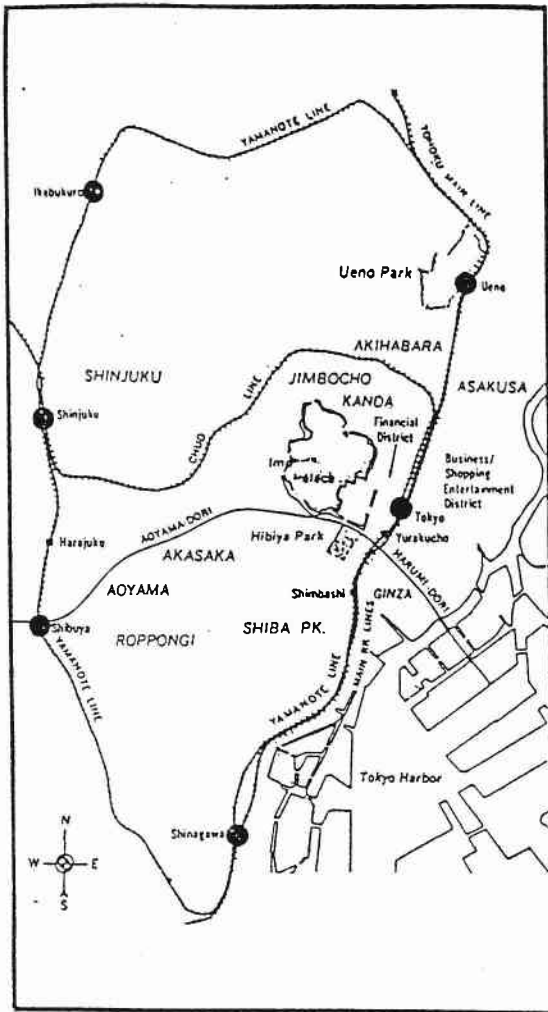 YAMANOTE LINE
TOHOKU MAIN LINE
Ikebukuro
Ueno Park
Ueno
AKIHABARA
SHINJUKU
JIMBOCHO
ASAKUSA
KANDA
Shinjuku
CHUO LINE
Financial
District
Business/
Shopping
Entertainment
District
Tokyo
Yurakucho
Harajuku
AOYAMA-DORI
Hibiya Park
AKASAKA
HARUMI-DORI
AOYAMA
Shimbashi
GINZA
Shibuya
ROPPONGI
SHIBA PK.
YAMANOTE LINE
YAMANOTE LINE
MAIN RR LINES
Tokyo Harbor
Shinagawa
N
W
E
S